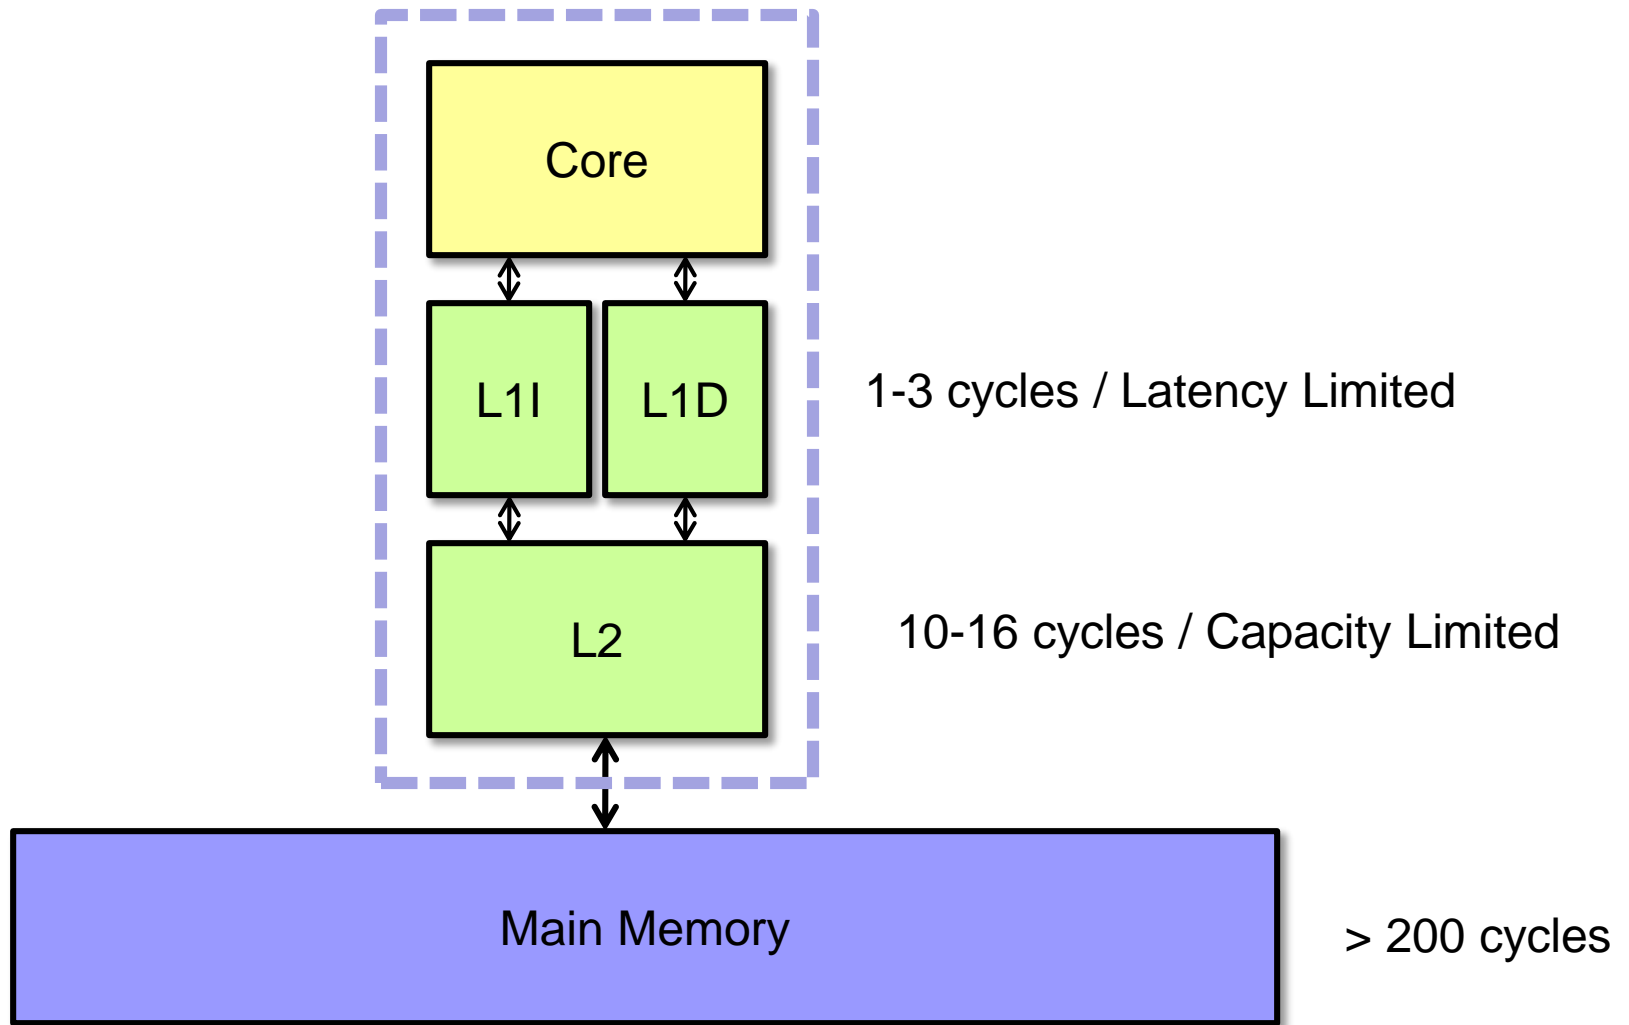 Core
L1I
L1D
1-3 cycles / Latency Limited
L2
10-16 cycles / Capacity Limited
Main Memory
> 200 cycles